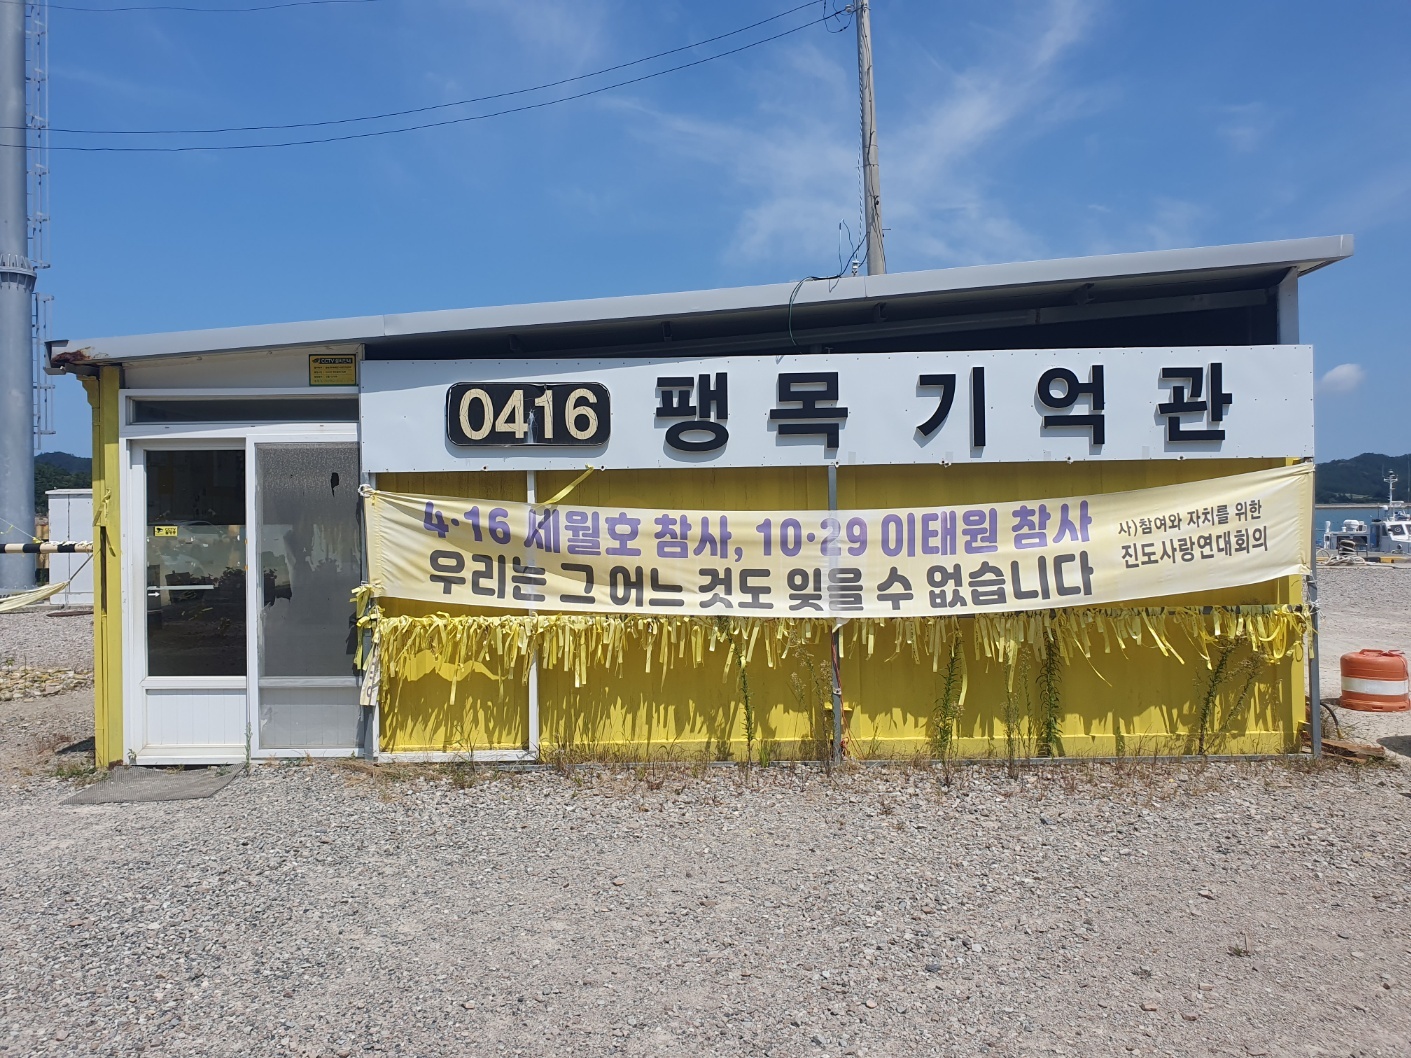 0416 팽목 기억관
4·16 세월호 참사, 10·29 이태원 참사
우리는 그 어느 것도 잊을 수 없습니다
사)참여와 자치를 위한
진도사랑연대회의